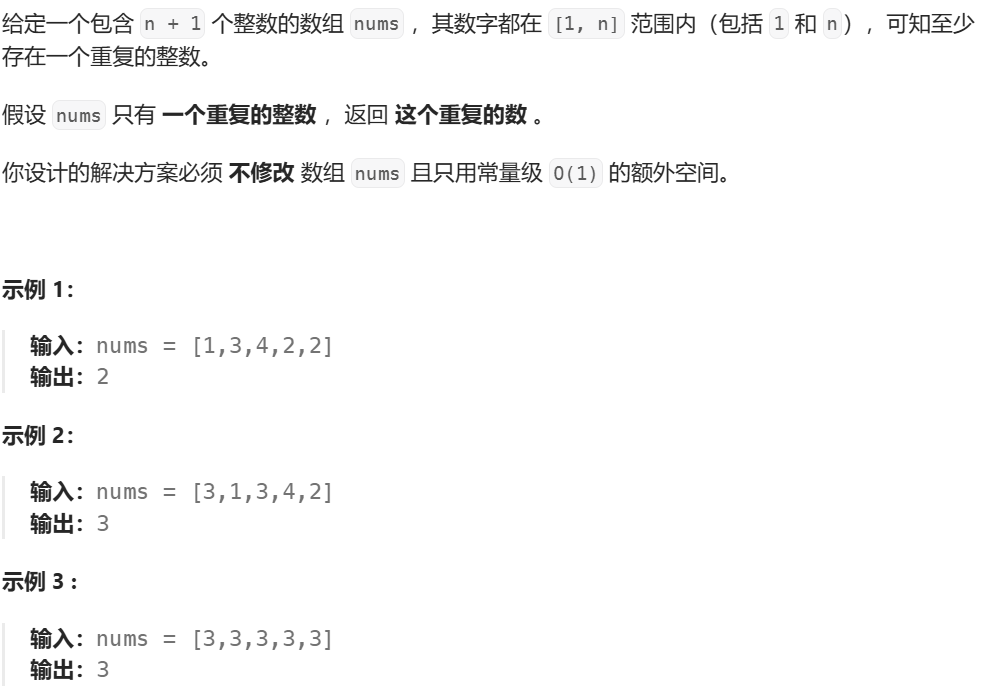 给定一个包含 n + 1 个整数的数组 nums ，其数字都在 [1, n] 范围内（包括 1 和 n），可知至少
存在一个重复的整数。
假设 nums 只有 一个重复的整数 ，返回 这个重复的数 。
你设计的解决方案必须 不修改 数组 nums 且只用常量级 O(1) 的额外空间。
示例 1：
输入：nums = [1,3,4,2,2]
输出：2
示例 2：
输入：nums = [3,1,3,4,2]
输出：3
示例 3 :
输入：nums = [3,3,3,3,3]
输出：3